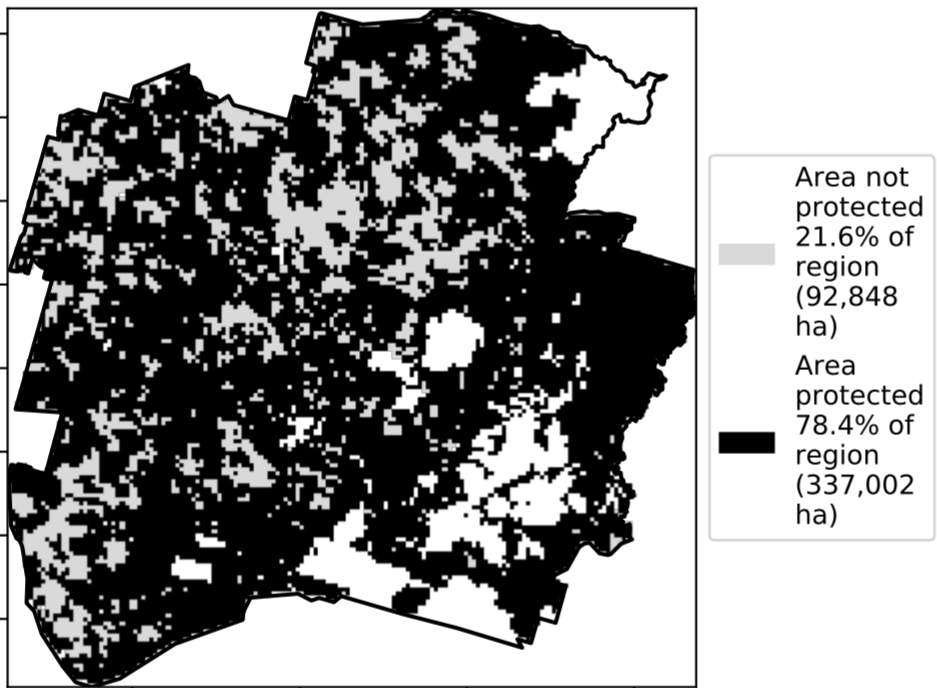 Area not
protected
21.6% of
region
(92,848
ha)
Area
protected
78.4% of
region
(337,002
ha)